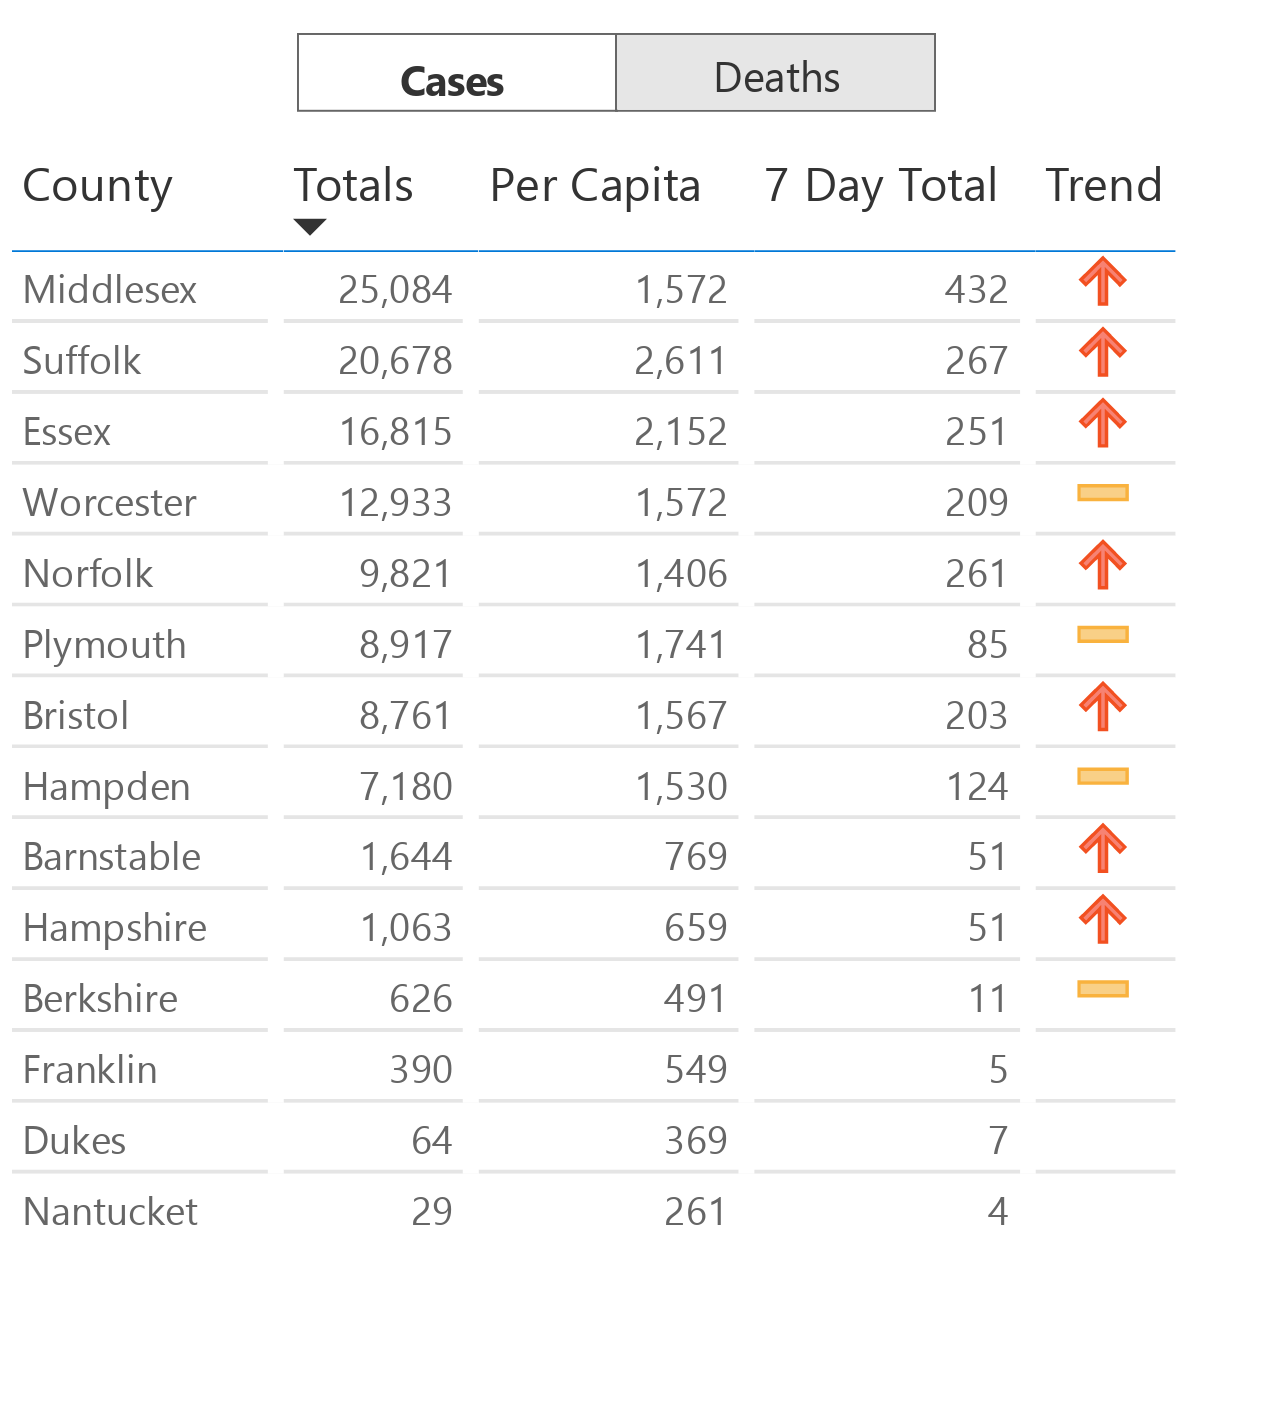 Cases Deaths
County Totals Per Capita 7 Day Total Trend
Middlesex 25,084 1,572 432
Suffolk 20,678 2,611 267
Essex 16,815 2,152 251
Worcester 12,933 1,572 209
Norfolk 9,821 1,406 261
Plymouth 8,917 1,741 85
Bristol 8,761 1,567 203
Hampden 7,180 1,530 124
Barnstable 1,644 769 51
Hampshire 1,063 659 51
Berkshire 626 491 11
Franklin 390 549 5
Dukes 64 369 7
Nantucket 29 261 4